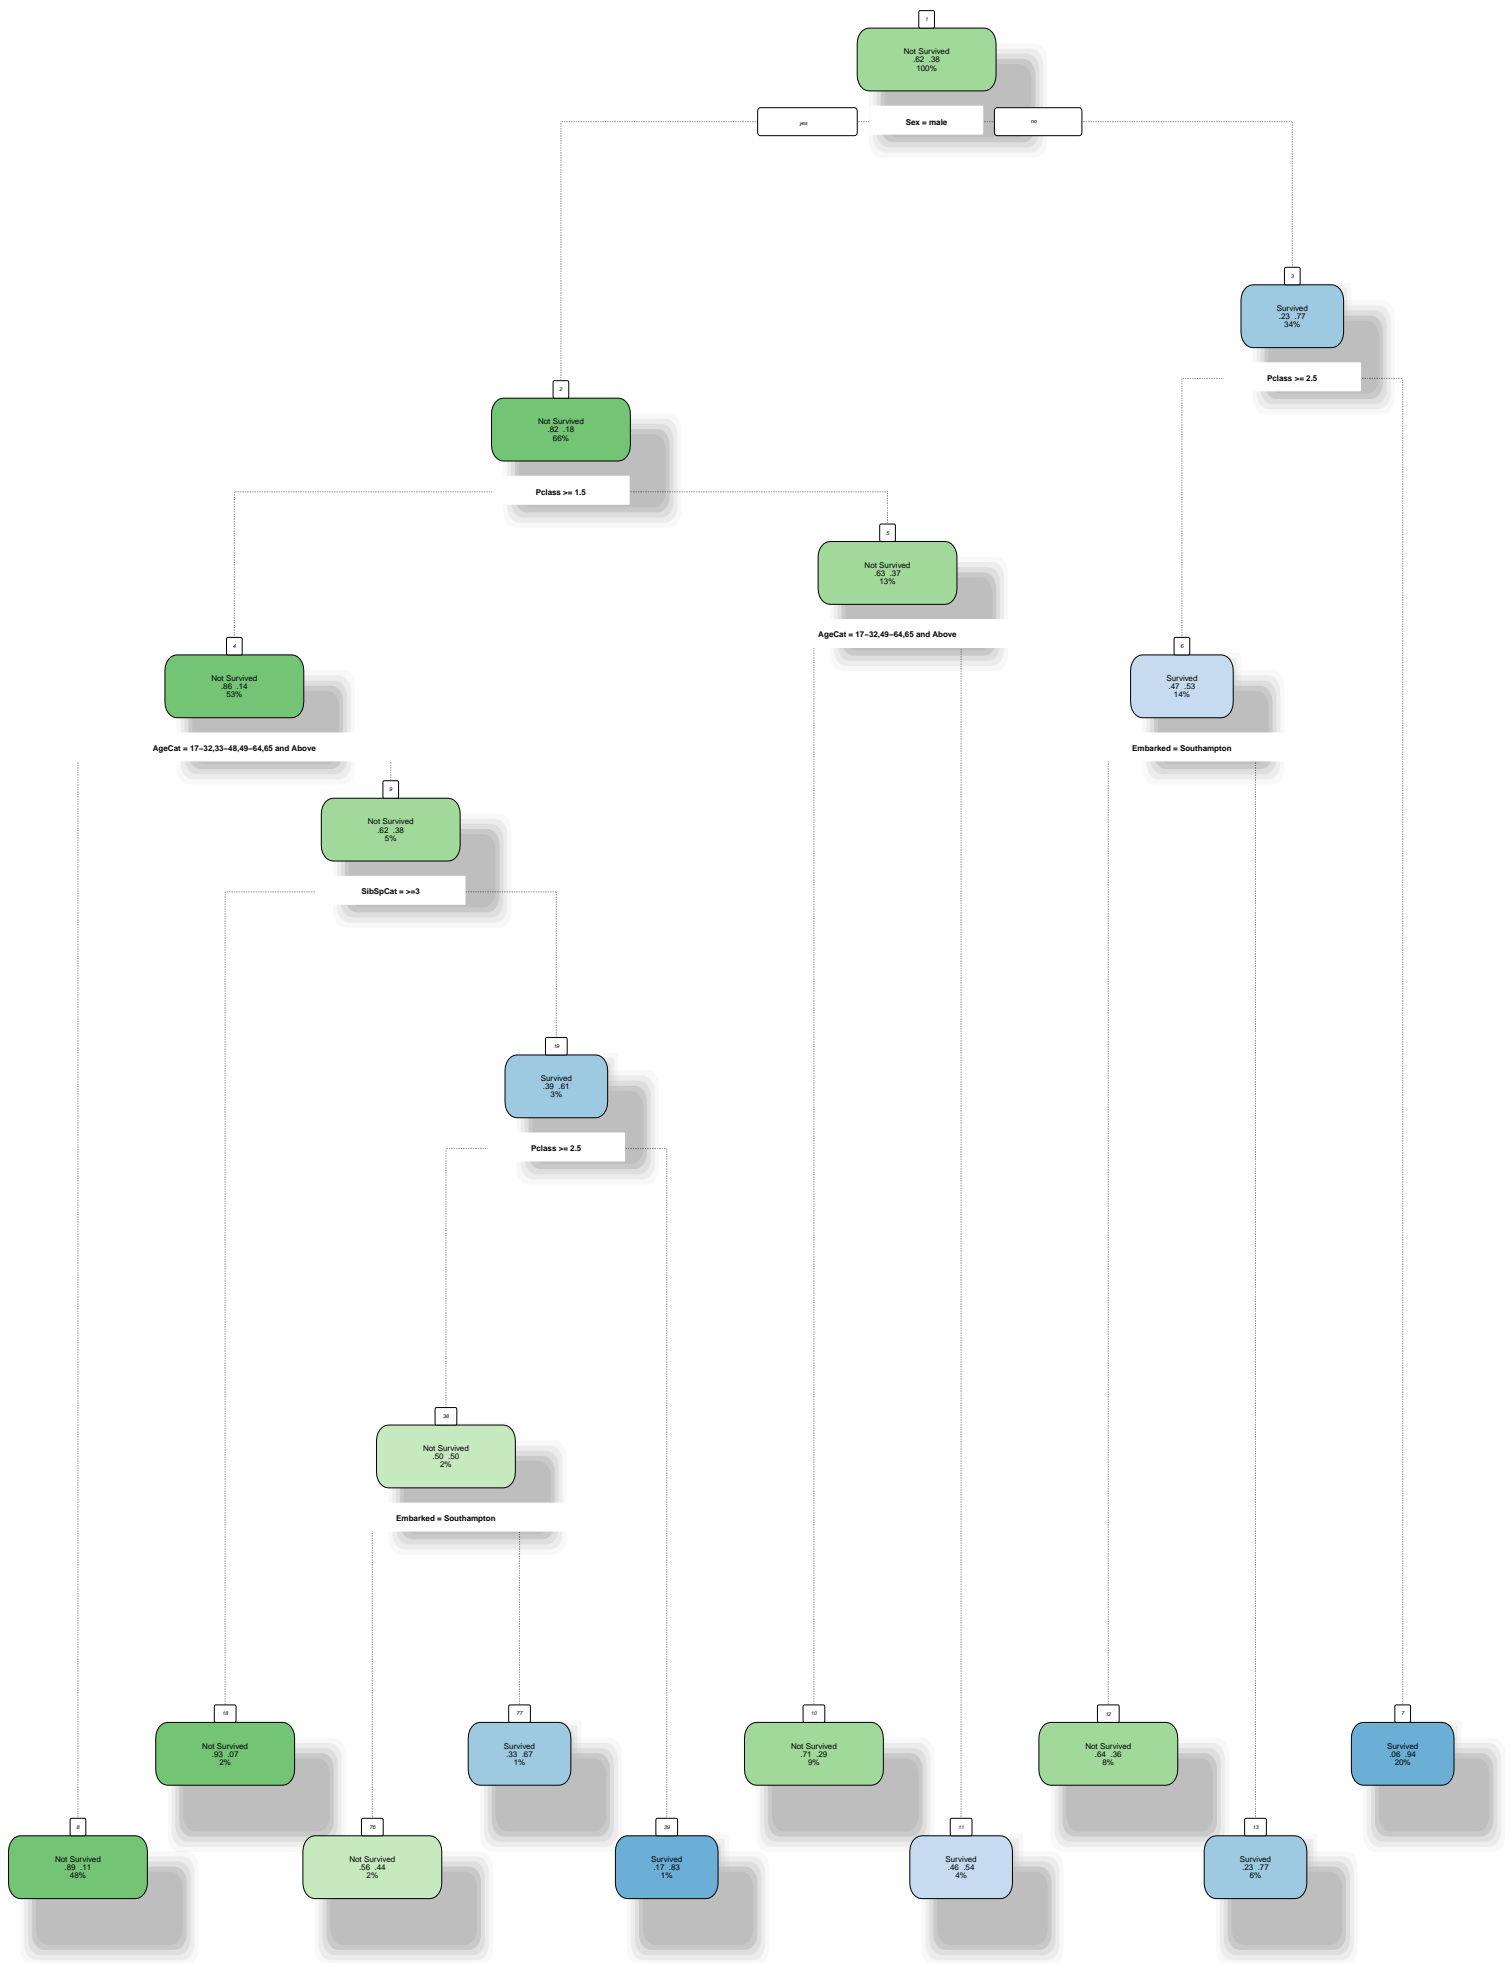 1
Not Survived
.62 .38
100%
yes
Sex = male
no
3
Survived
.23 .77
34%
Pclass >= 2.5
2
Not Survived
.82 .18
66%
Pclass >= 1.5
5
Not Survived
.63 .37
13%
AgeCat = 17–32,49–64,65 and Above
4
Not Survived
.86 .14
53%
AgeCat = 17–32,33–48,49–64,65 and Above
6
Survived
.47 .53
14%
Embarked = Southampton
9
Not Survived
.62 .38
5%
SibSpCat = >=3
19
Survived
.39 .61
3%
Pclass >= 2.5
38
Not Survived
.50 .50
2%
Embarked = Southampton
18
Not Survived
.93 .07
2%
77
Survived
.33 .67
1%
10
Not Survived
.71 .29
9%
12
Not Survived
.64 .36
8%
7
Survived
.06 .94
20%
8
Not Survived
.89 .11
48%
76
Not Survived
.56 .44
2%
39
Survived
.17 .83
1%
11
Survived
.46 .54
4%
13
Survived
.23 .77
6%